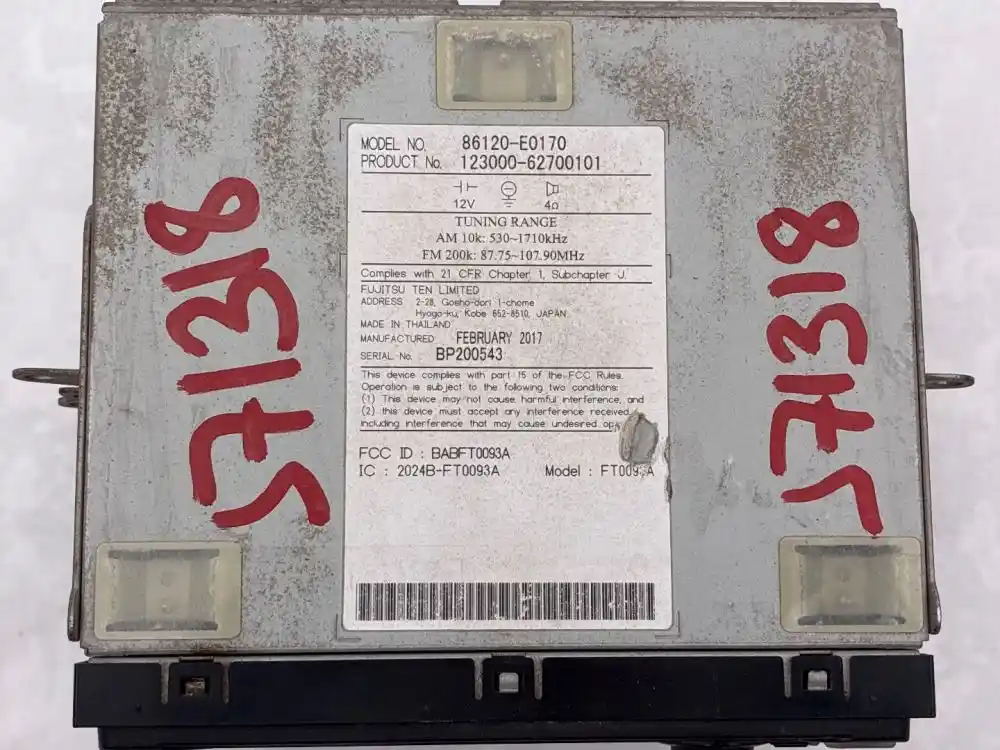 MODEL NO. 86120-E0170
PRODUCT No. 123000-62700101
12V 4Ω
TUNING RANGE
AM 10k: 530~1710kHz
FM 200k: 87.75~107.90MHz
Complies with 21 CFR Chapter 1, Subchapter J.
FUJITSU TEN LIMITED
ADDRESS 2-28, Gosho-dori 1-chome
Hyogo-ku, Kobe 652-8510, JAPAN
MADE IN THAILAND
MANUFACTURED FEBRUARY 2017
SERIAL No. BP200543
This device complies with part 15 of the FCC Rules.
Operation is subject to the following two conditions:
(1) This device may not cause harmful interference, and
(2) this device must accept any interference received,
including interference that may cause undesired
FCC ID : BABFT0093A
IC : 2024B-FT0093A Model : FT0093A
571318
571318